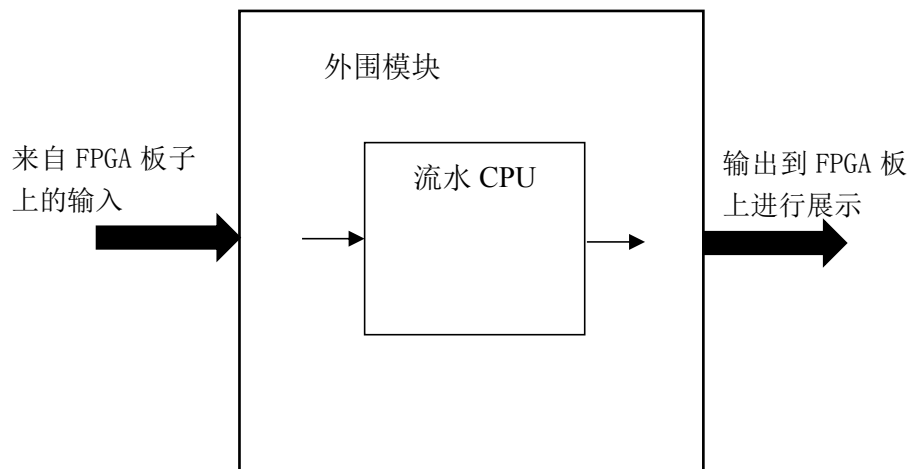 外围模块
来自 FPGA 板子
上的输入
流水 CPU
输出到 FPGA 板
上进行展示